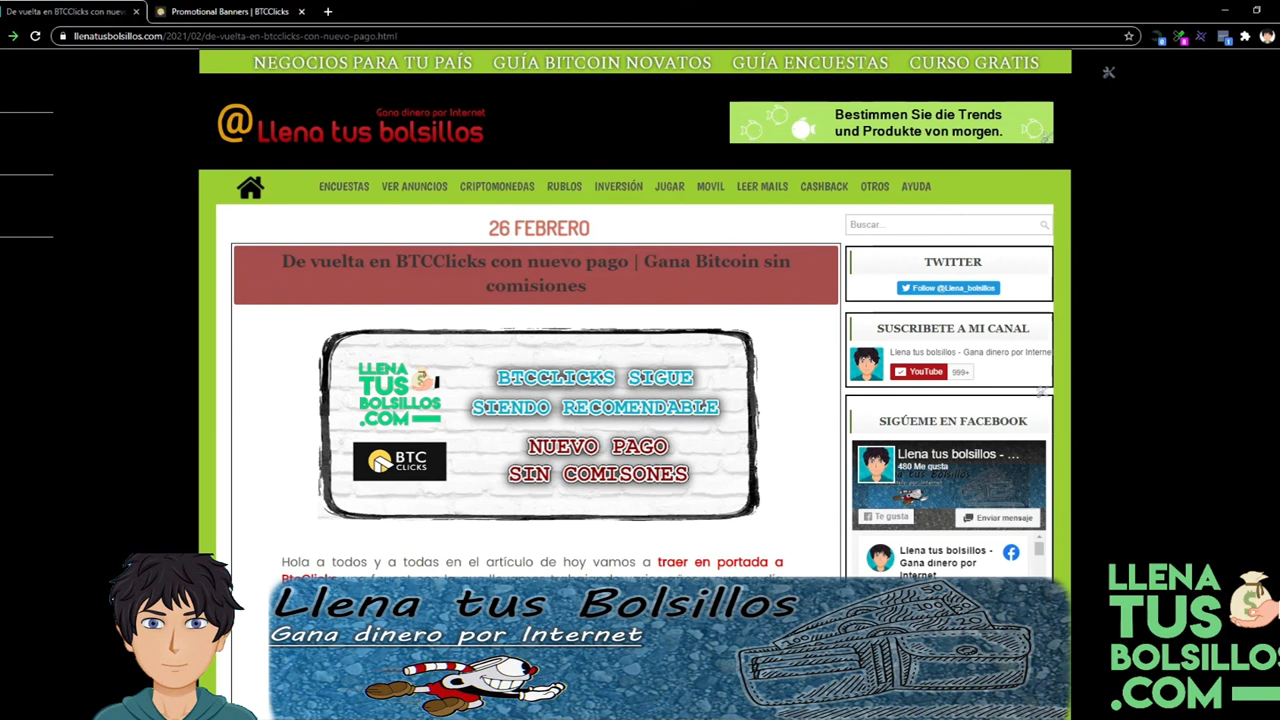 De vuelta en BTCClicks con nuev
Promotional Banners | BTCClicks
llenatusbolsillos.com/2021/02/de-vuelta-en-btcclicks-con-nuevo-pago.html
NEGOCIOS PARA TU PAÍS GUÍA BITCOIN NOVATOS GUÍA ENCUESTAS CURSO GRATIS
Gana dinero por Internet
@Llena tus bolsillos
Bestimmen Sie die Trends
und Produkte von morgen.
ENCUESTAS VER ANUNCIOS CRIPTOMONEDAS RUBLOS INVERSIÓN JUGAR MOVIL LEER MAILS CASHBACK OTROS AYUDA
26 FEBRERO
De vuelta en BTCClicks con nuevo pago | Gana Bitcoin sin
comisiones
LLENA
TUS
BOLSILLOS
.COM
BTC
CLICKS
BTCCLICKS SIGUE
SIENDO RECOMENDABLE
NUEVO PAGO
SIN COMISONES
Hola a todos y a todas en el artículo de hoy vamos a traer en portada a
Buscar...
TWITTER
Follow @Llena_bolsillos
SUSCRIBETE A MI CANAL
Llena tus bolsillos - Gana dinero por Interne
YouTube 999+
SIGÚEME EN FACEBOOK
Llena tus bolsillos - ...
480 Me gusta
Te gusta
Enviar mensaje
Llena tus bolsillos -
Gana dinero por
Internet
Llena tus Bolsillos
Gana dinero por Internet
LLENA
TUS
BOLSILLOS
.COM